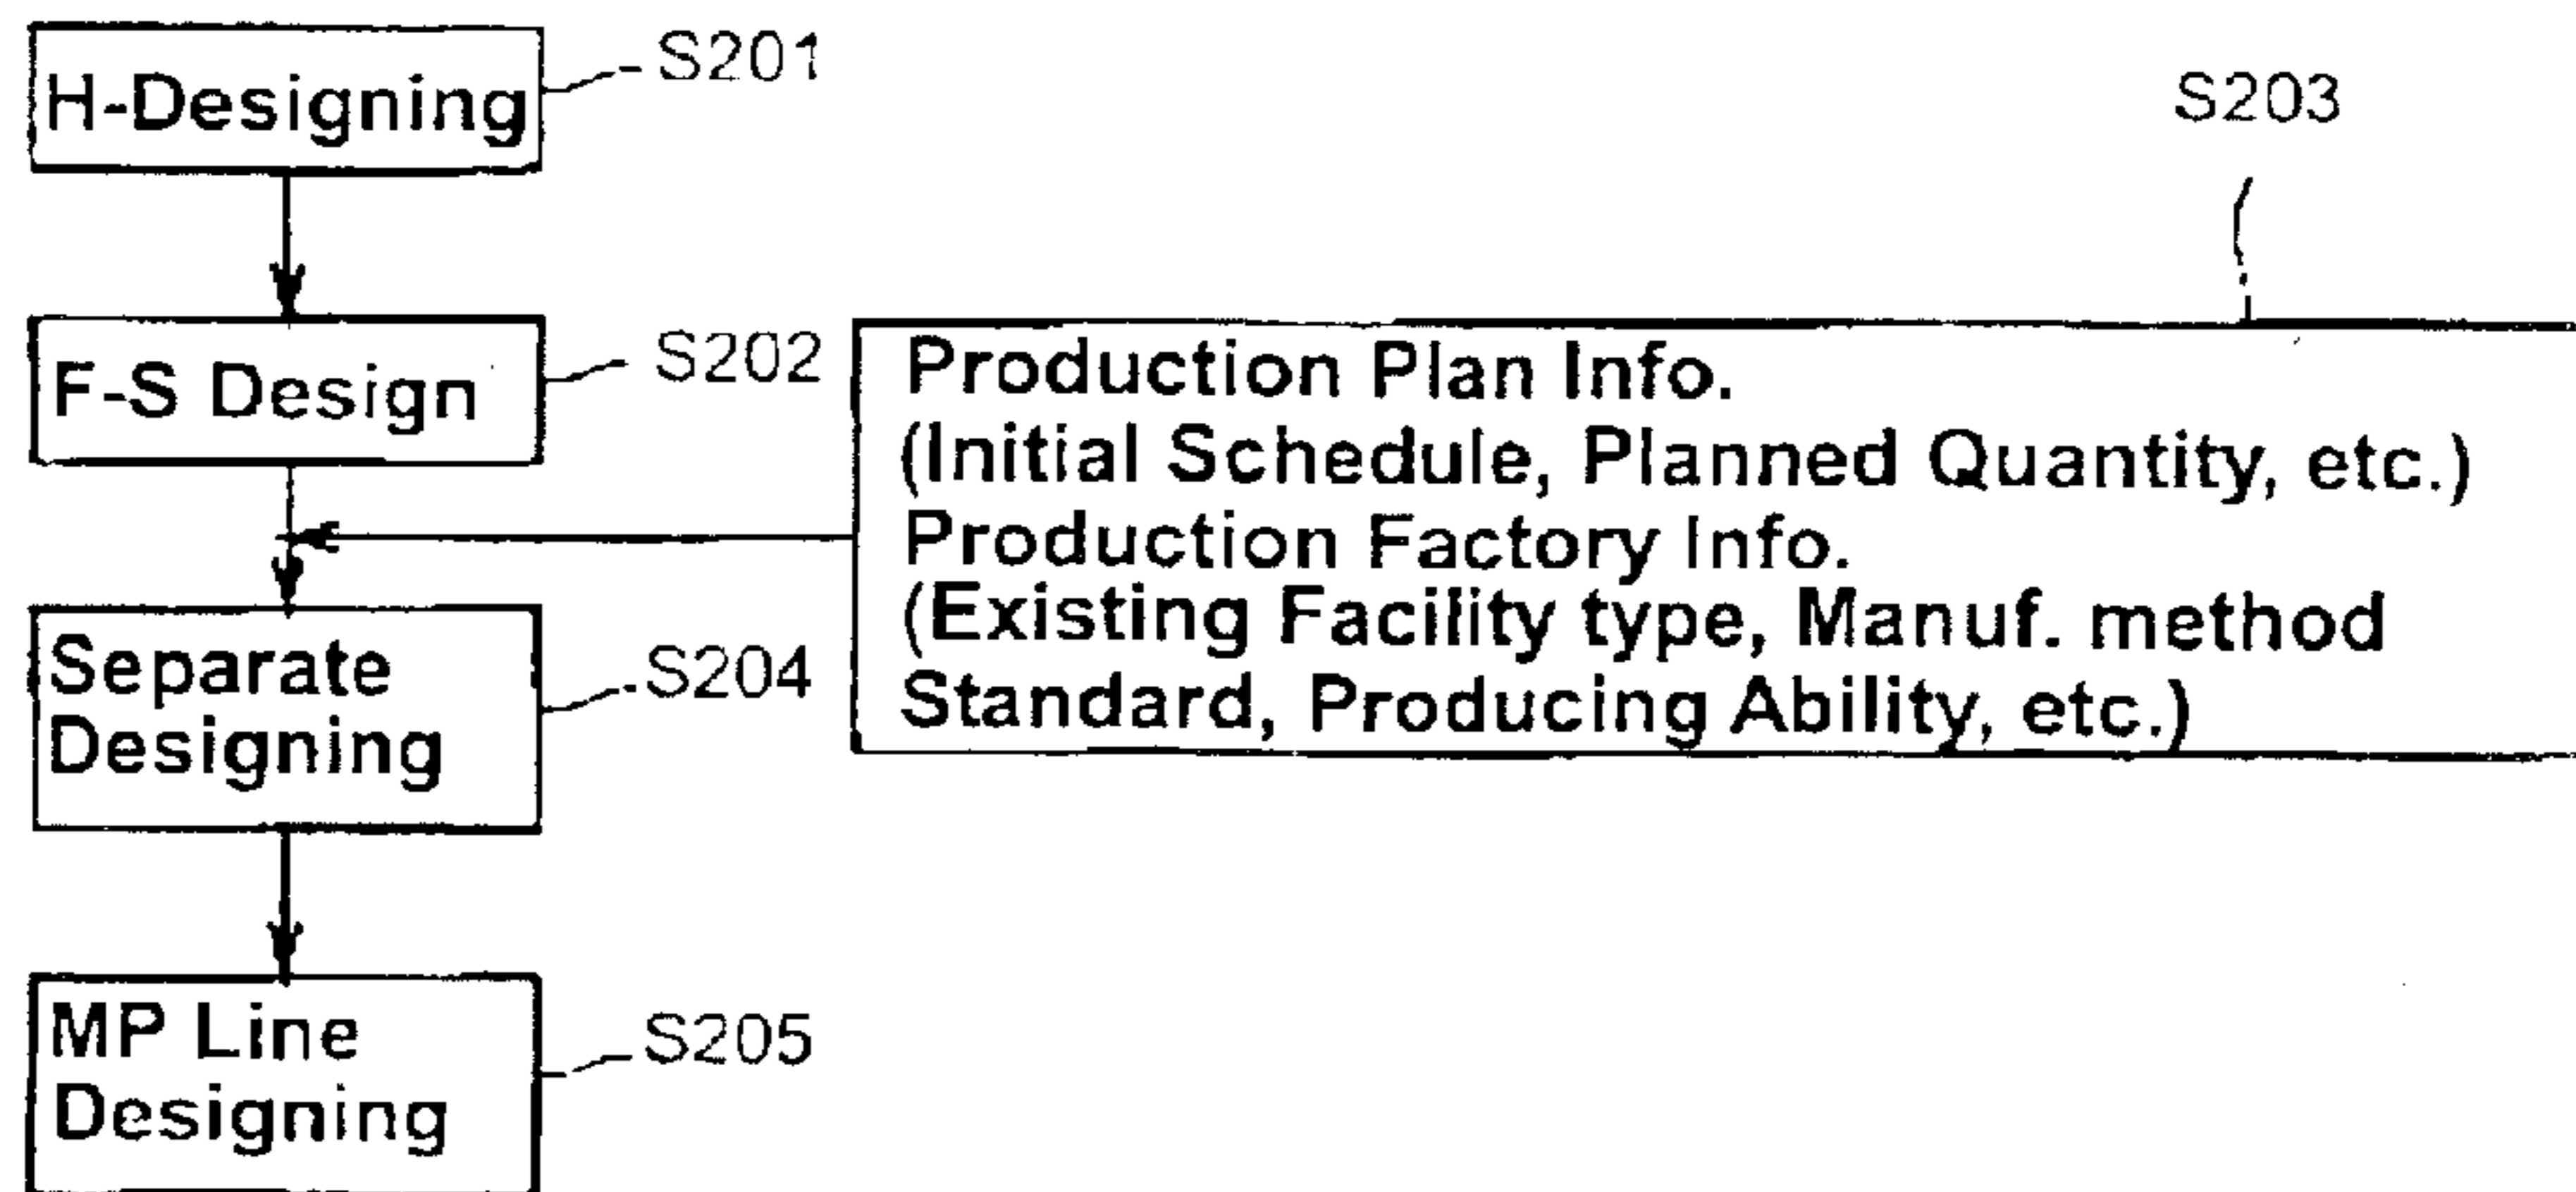 H-Designing
S201
S203
F-S Design
S202
Production Plan Info.
(Initial Schedule, Planned Quantity, etc.)
Production Factory Info.
(Existing Facility type, Manuf. method
Standard, Producing Ability, etc.)
Separate
Designing
S204
MP Line
Designing
S205